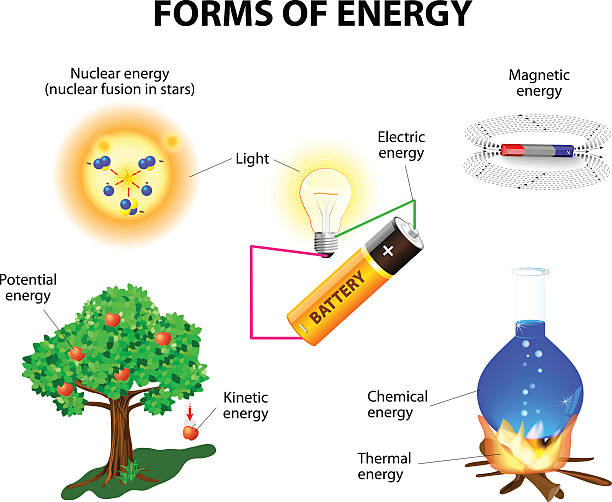 FORMS OF ENERGY
Nuclear energy
(nuclear fusion in stars)
Magnetic
energy
Electric
energy
Light
+
BATTERY
Potential
energy
Kinetic
energy
Chemical
energy
Thermal
energy